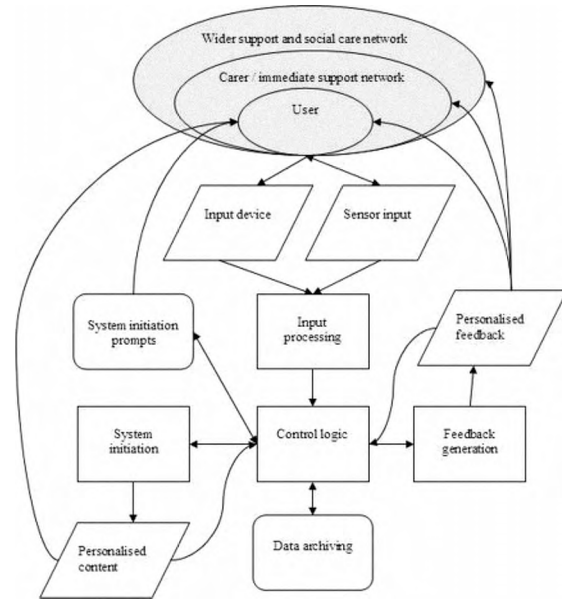 Wider support and social care network
Carer / immediate support network
User
Input device
Sensor input
System initiation
prompts
Input
processing
Personalised
feedback
System
initiation
Control logic
Feedback
generation
Personalised
content
Data archiving